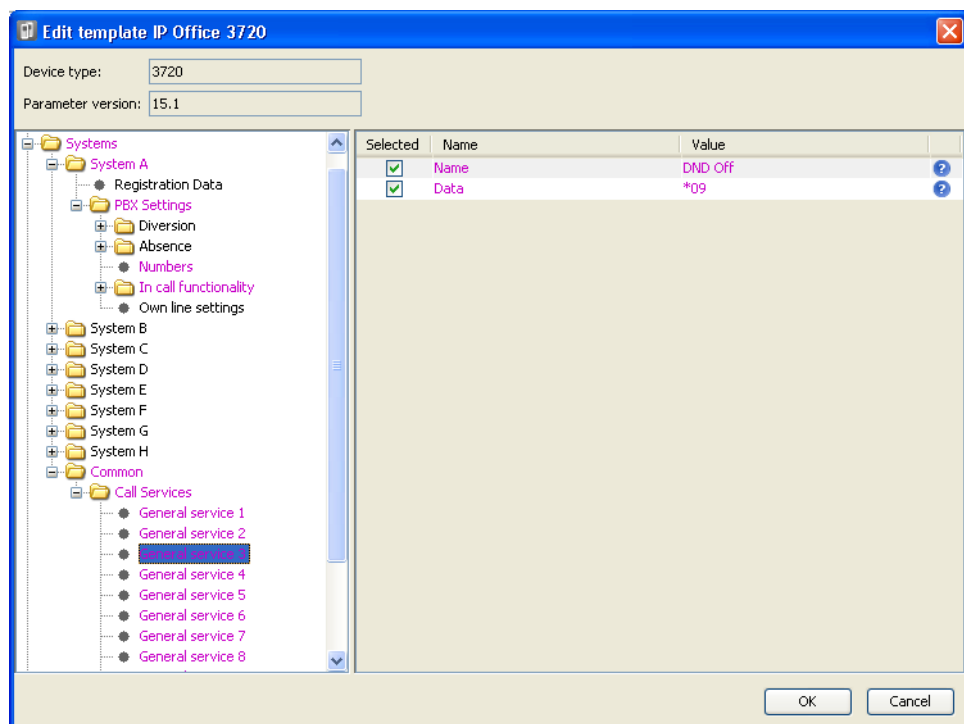 Edit template IP Office 3720
Device type: 3720
Parameter version: 15.1
Systems
System A
Registration Data
PBX Settings
Diversion
Absence
Numbers
In call functionality
Own line settings
System B
System C
System D
System E
System F
System G
System H
Common
Call Services
General service 1
General service 2
General service 3
General service 4
General service 5
General service 6
General service 7
General service 8
Selected Name Value
Name DND Off
Data *09
OK Cancel